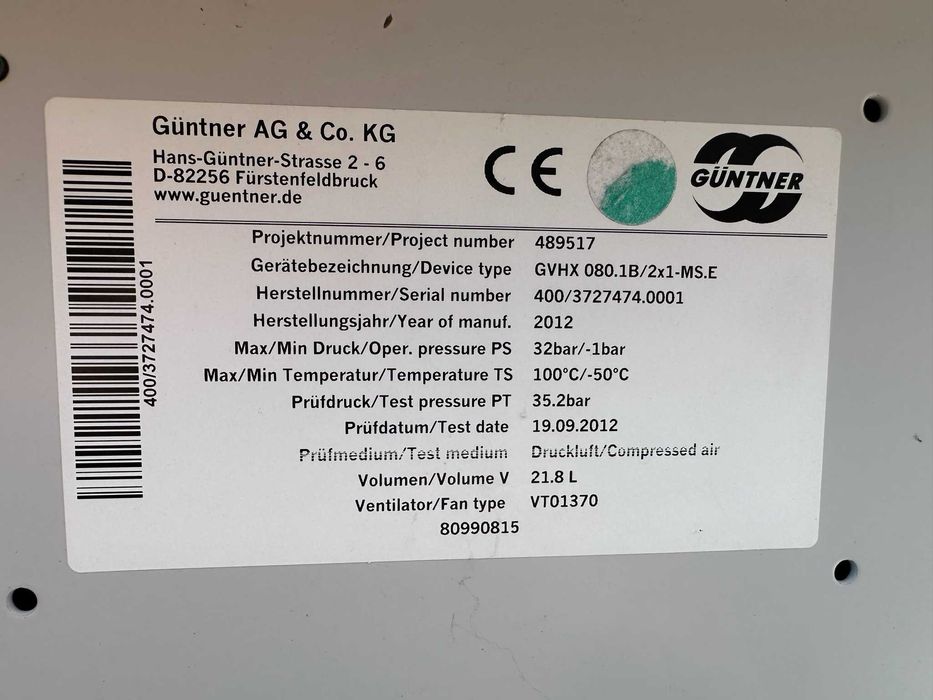 Güntner AG & Co. KG
Hans-Güntner-Strasse 2 - 6
D-82256 Fürstenfeldbruck
www.guentner.de
CE
GÜNTNER
Projektnummer/Project number 489517
Gerätebezeichnung/Device type GVHX 080.1B/2x1-MS.E
Herstellnummer/Serial number 400/3727474.0001
Herstellungsjahr/Year of manuf. 2012
Max/Min Druck/Oper. pressure PS 32bar/-1bar
Max/Min Temperatur/Temperature TS 100°C/-50°C
Prüfdruck/Test pressure PT 35.2bar
Prüfdatum/Test date 19.09.2012
Prüfmedium/Test medium Druckluft/Compressed air
Volumen/Volume V 21.8 L
Ventilator/Fan type VT01370
80990815
400/3727474.0001